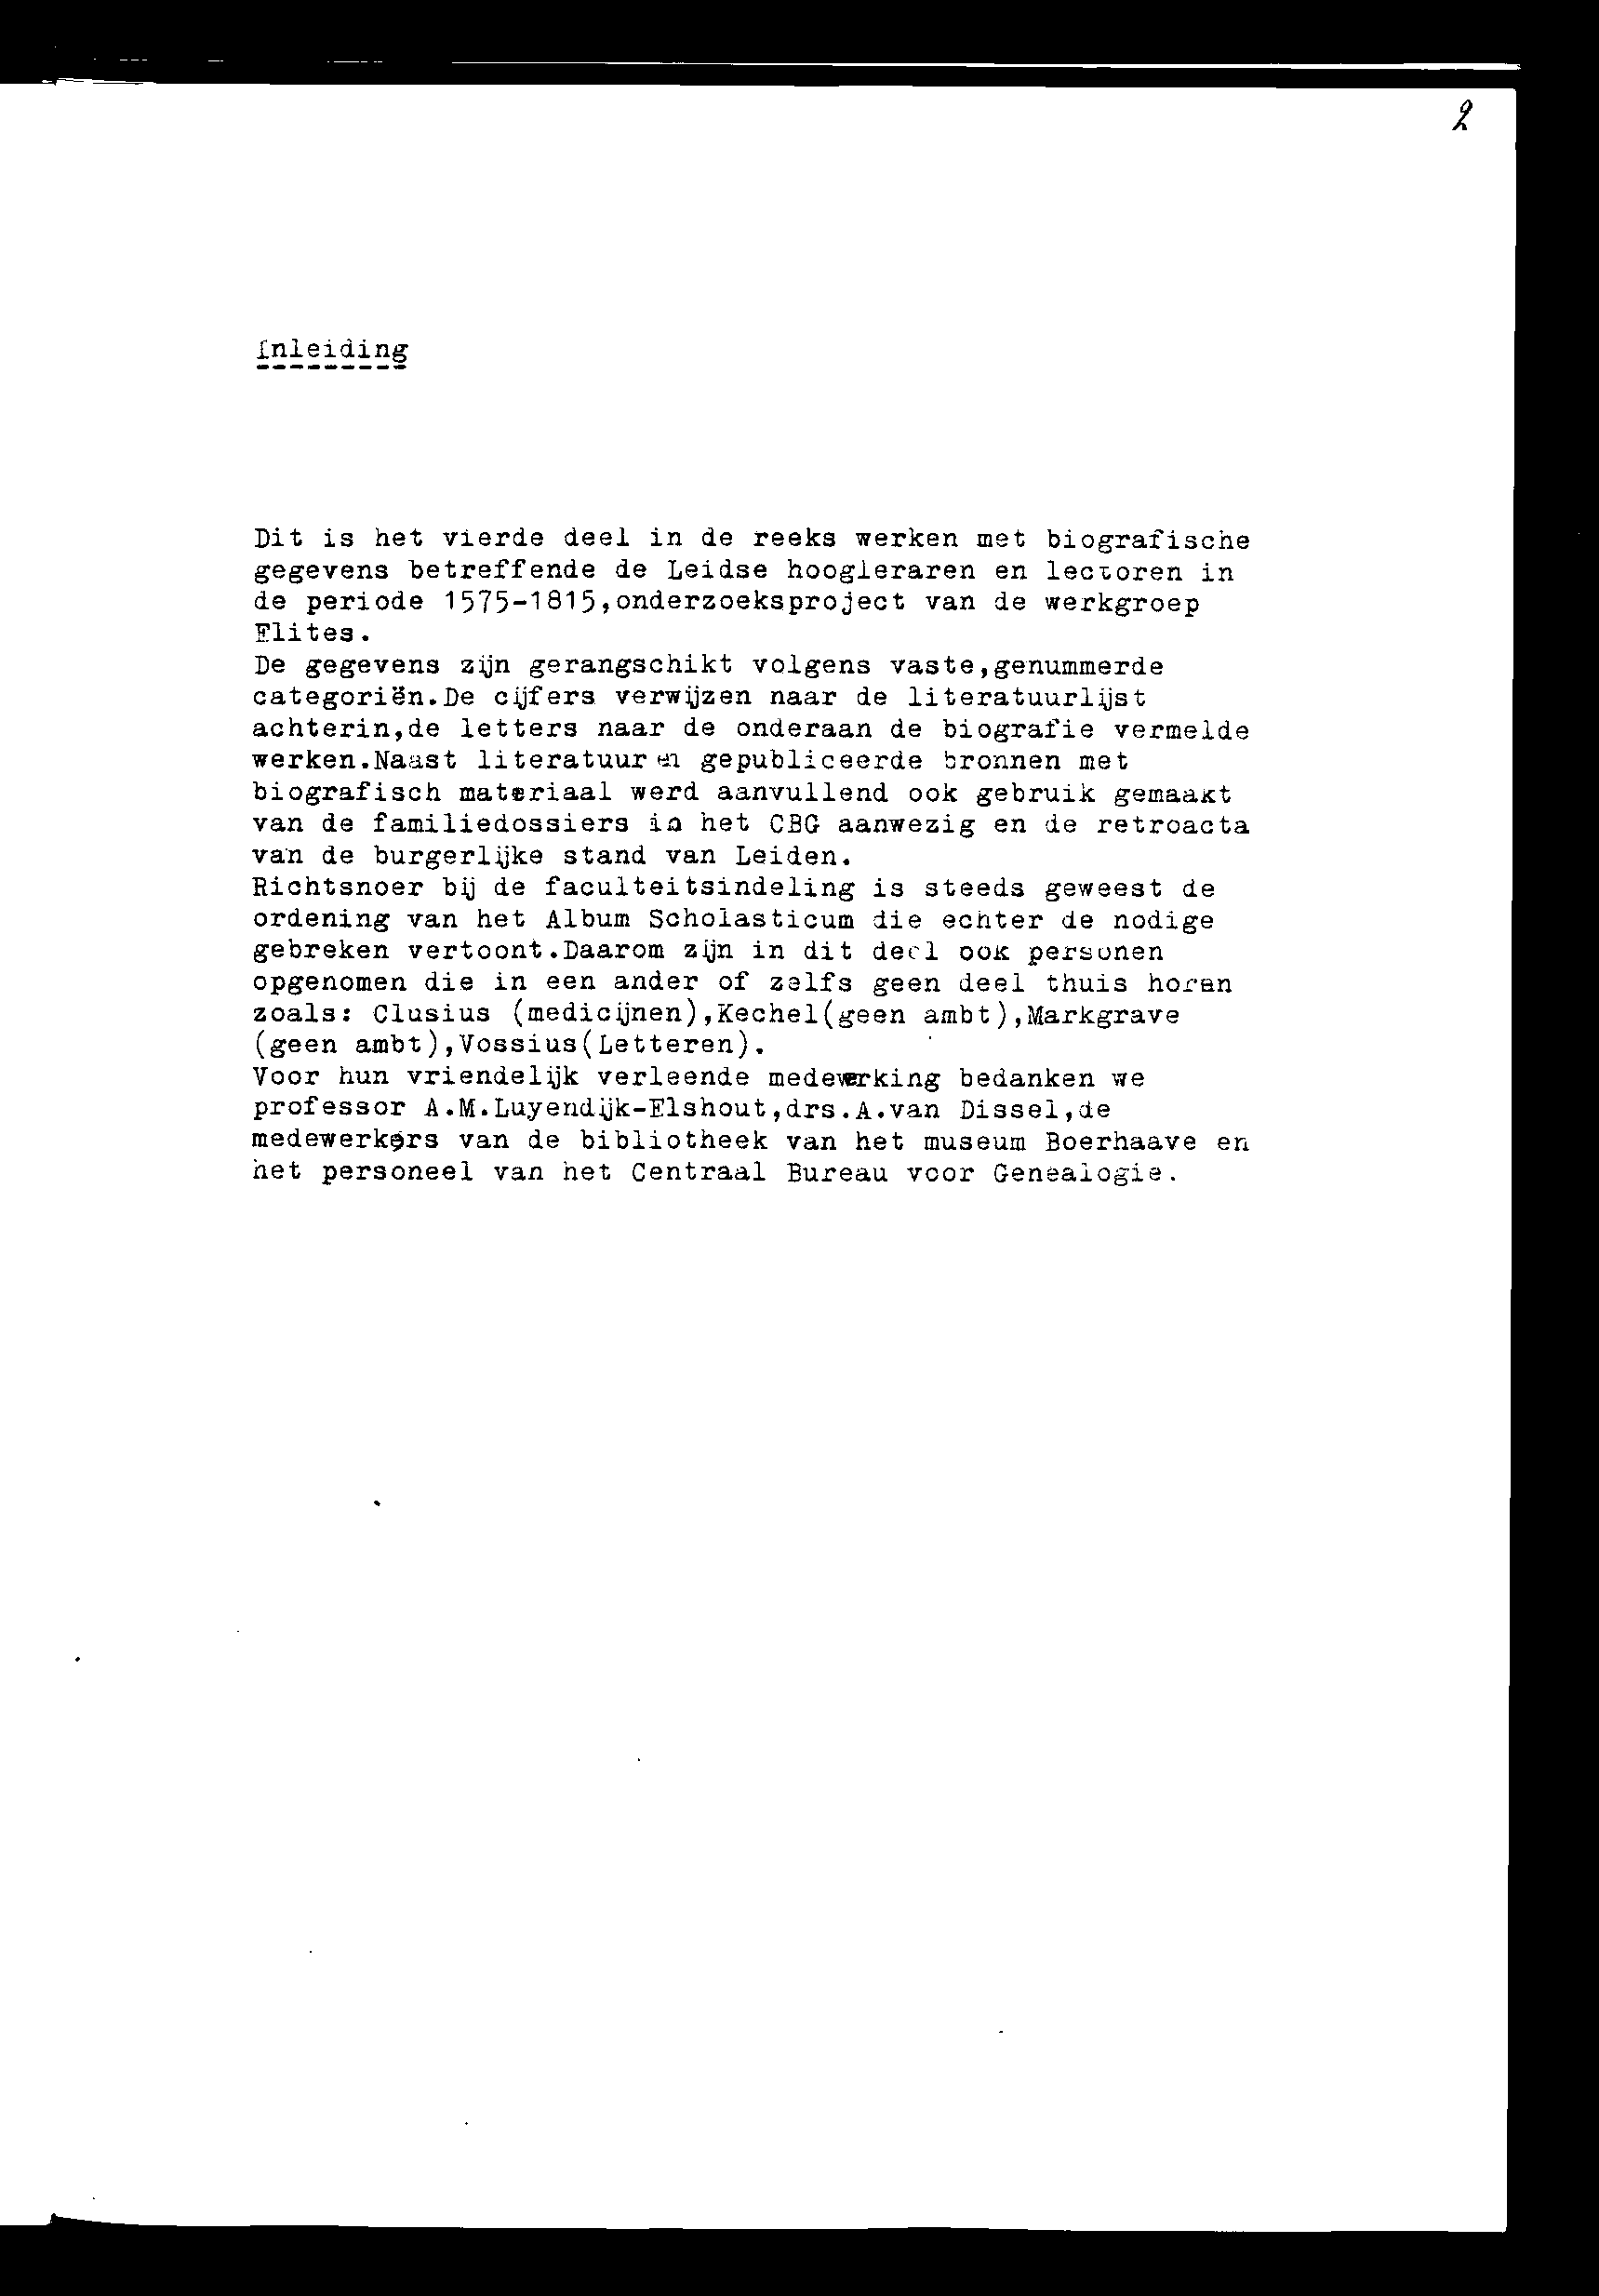 2
Inleiding
Dit is het vierde deel in de reeks werken met biografische
gegevens betreffende de Leidse hoogleraren en lectoren in
de periode 1575-1815,onderzoeksproject van de werkgroep
Elites.
De gegevens zijn gerangschikt volgens vaste,genummerde
categoriën.De cijfers verwijzen naar de literatuurlijst
achterin,de letters naar de onderaan de biografie vermelde
werken.Naast literatuur en gepubliceerde bronnen met
biografisch materiaal werd aanvullend ook gebruik gemaakt
van de familiedossiers in het CBG aanwezig en de retroacta
van de burgerlijke stand van Leiden.
Richtsnoer bij de faculteitsindeling is steeds geweest de
ordening van het Album Scholasticum die echter de nodige
gebreken vertoont.Daarom zijn in dit deel ook personen
opgenomen die in een ander of zelfs geen deel thuis horen
zoals: Clusius (medicijnen),Kechel(geen ambt),Markgrave
(geen ambt),Vossius(Letteren).
Voor hun vriendelijk verleende medewerking bedanken we
professor A.M.Luyendijk-Elshout,drs.A.van Dissel,de
medewerkers van de bibliotheek van het museum Boerhaave en
het personeel van het Centraal Bureau voor Genealogie.